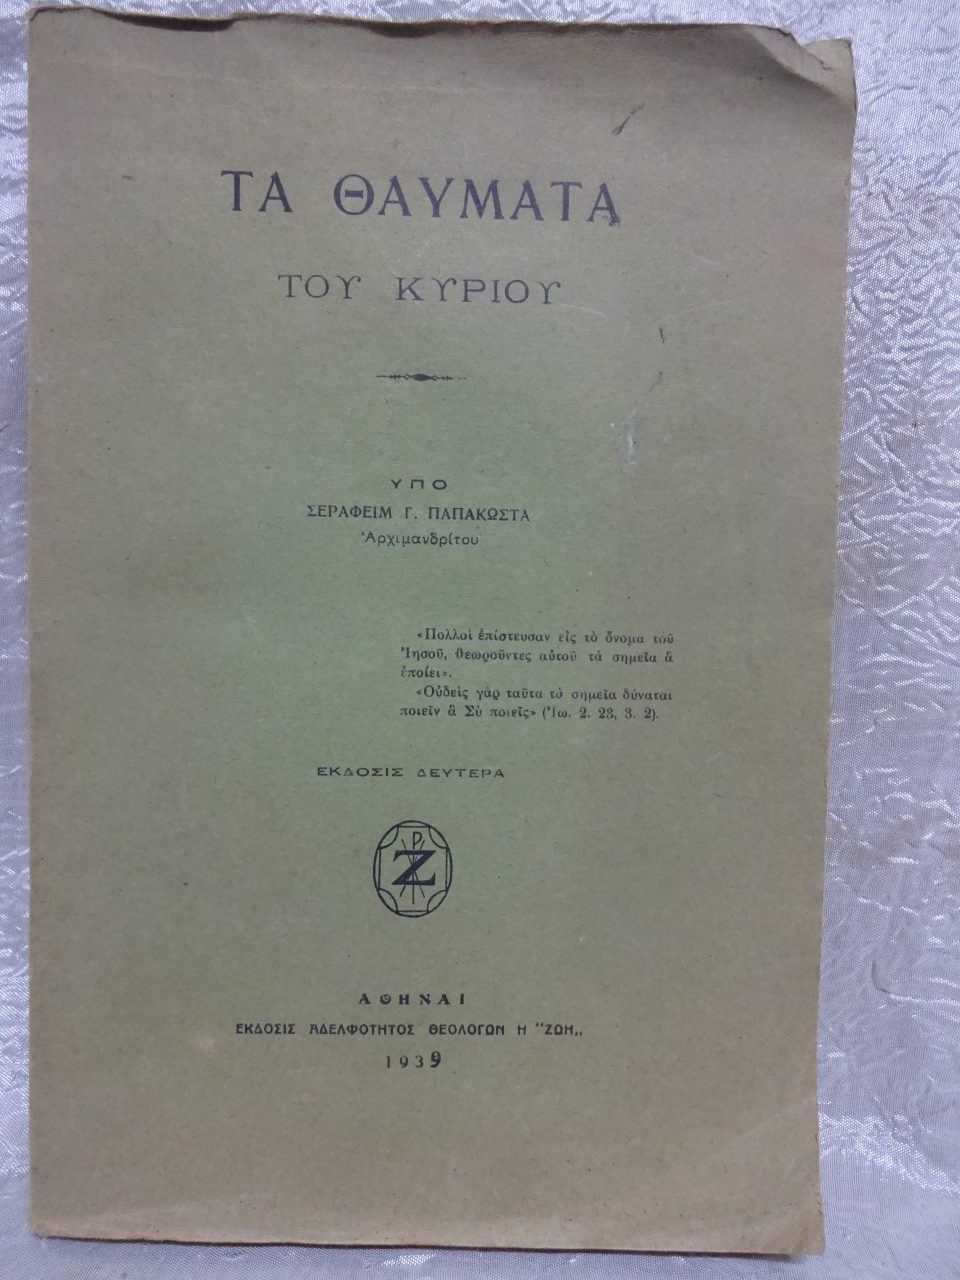 ΤΑ ΘΑΥΜΑΤΑ
ΤΟΥ ΚΥΡΙΟΥ
ΥΠΟ
ΣΕΡΑΦΕΙΜ Γ. ΠΑΠΑΚΩΣΤΑ
Ἀρχιμανδρίτου
«Πολλοὶ ἐπίστευσαν εἰς τὸ ὄνομα τοῦ
Ἰησοῦ, θεωροῦντες αὐτοῦ τὰ σημεῖα ἃ
ἐποίει».
«Οὐδεὶς γὰρ ταῦτα τὰ σημεῖα δύναται
ποιεῖν ἃ Σὺ ποιεῖς» (Ἰω. 2. 23, 3. 2).
ΕΚΔΟΣΙΣ ΔΕΥΤΕΡΑ
Ρ
Ζ
ΑΘΗΝΑΙ
ΕΚΔΟΣΙΣ ΑΔΕΛΦΟΤΗΤΟΣ ΘΕΟΛΟΓΩΝ Η "ΖΩΗ,,
1939